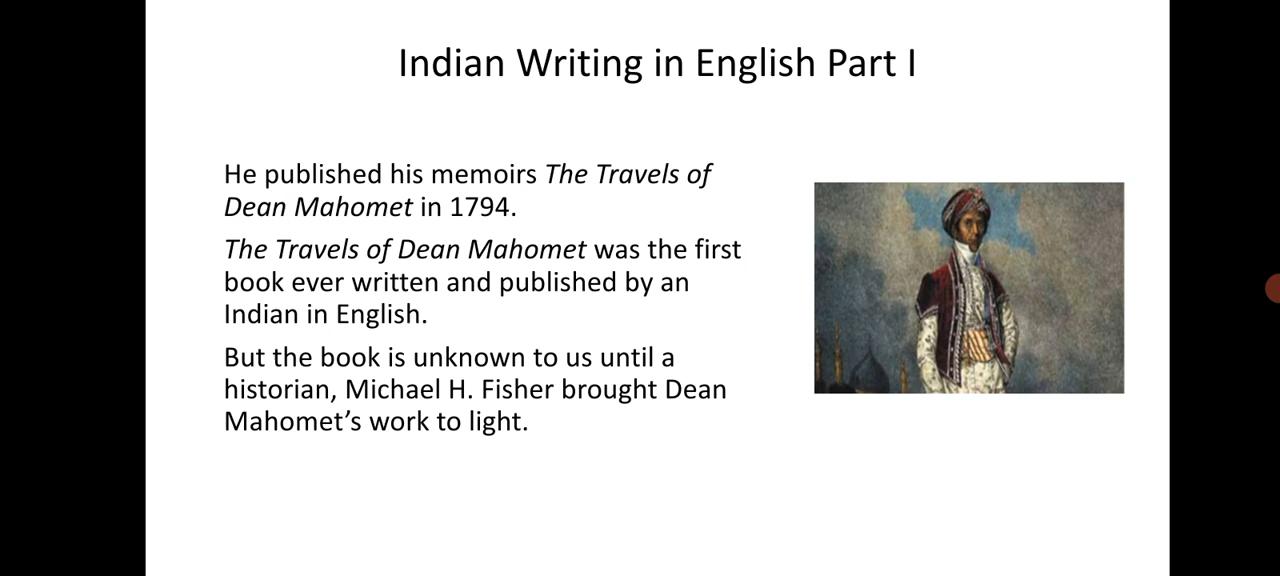 Indian Writing in English Part I
He published his memoirs The Travels of
Dean Mahomet in 1794.
The Travels of Dean Mahomet was the first
book ever written and published by an
Indian in English.
But the book is unknown to us until a
historian, Michael H. Fisher brought Dean
Mahomet’s work to light.